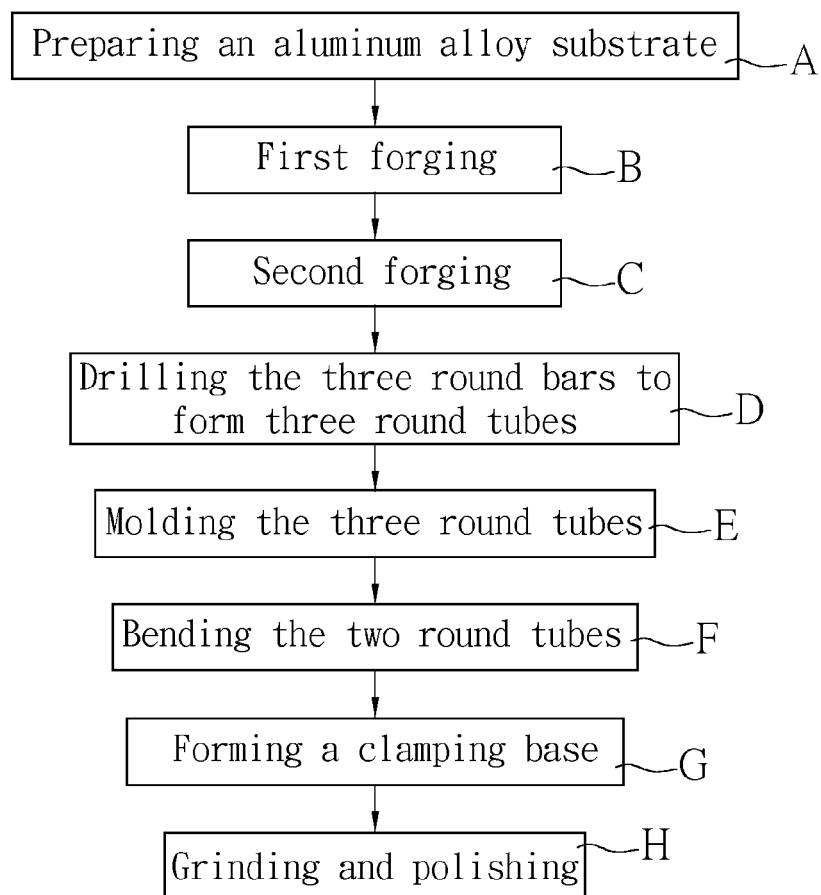 Preparing an aluminum alloy substrate
A
First forging
B
Second forging
C
Drilling the three round bars to
form three round tubes
D
Molding the three round tubes
E
Bending the two round tubes
F
Forming a clamping base
G
Grinding and polishing
H